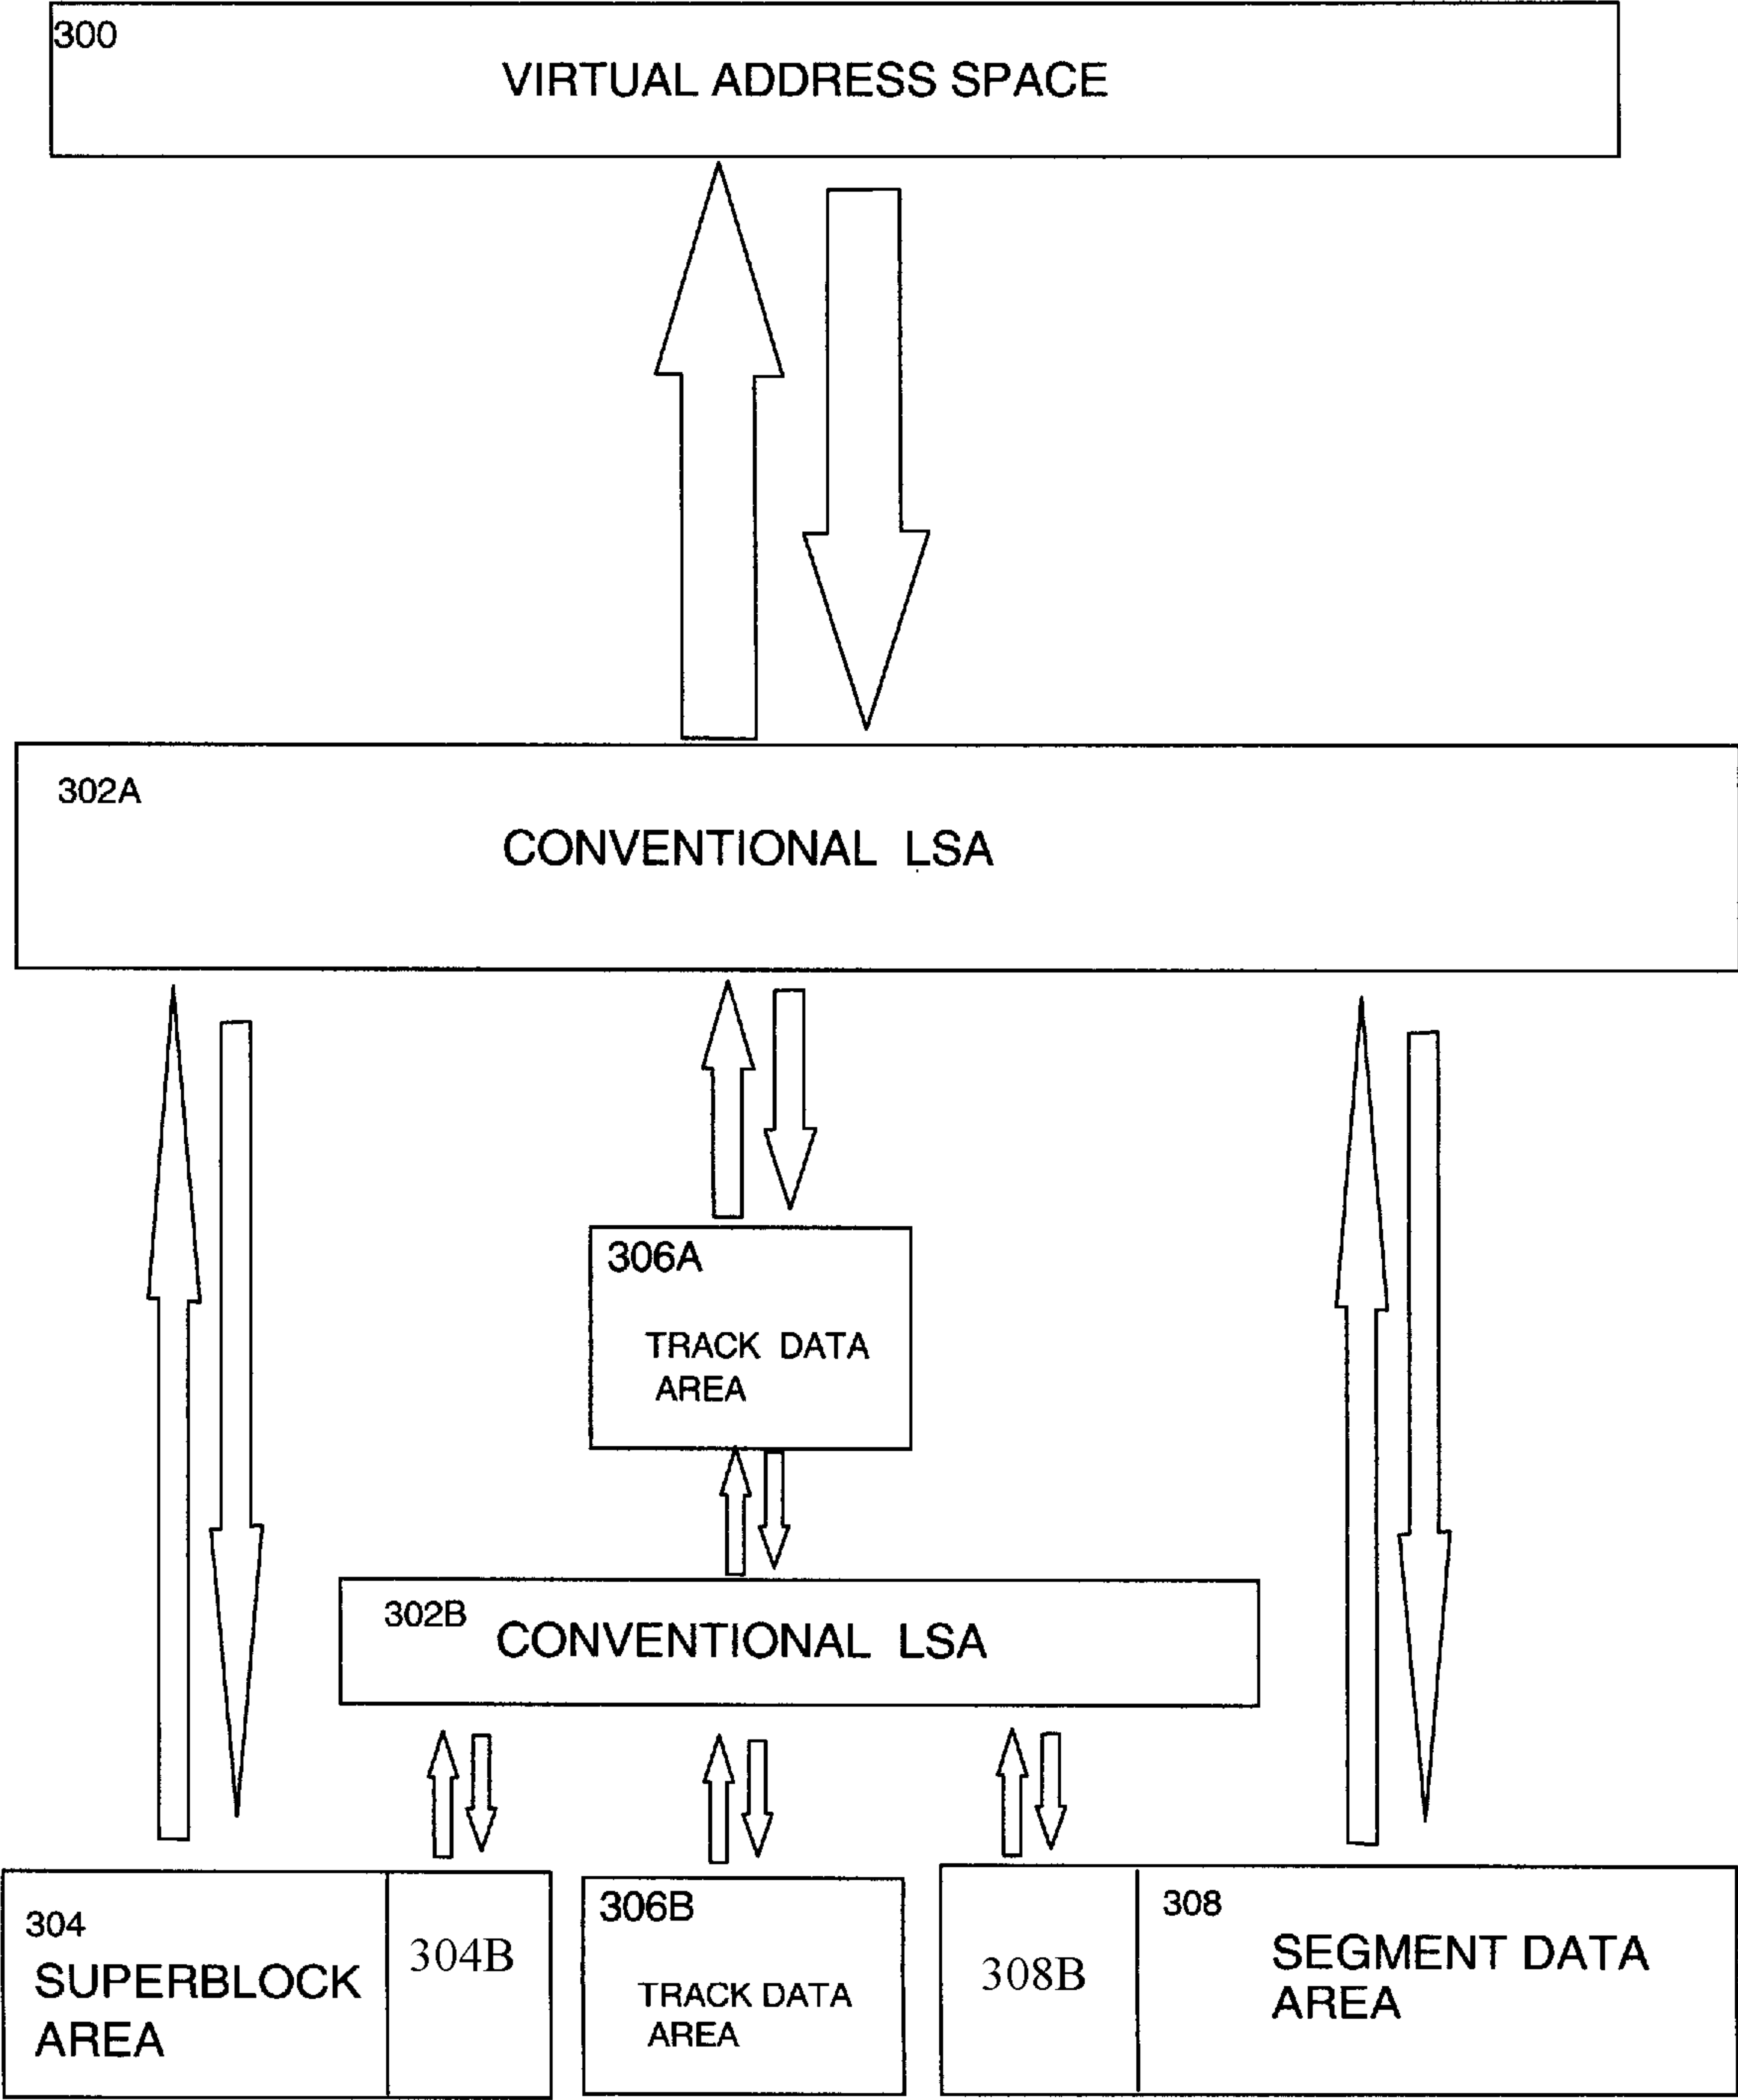 300
VIRTUAL ADDRESS SPACE
302A
CONVENTIONAL LSA
306A
TRACK DATA
AREA
302B
CONVENTIONAL LSA
304
SUPERBLOCK
AREA
304B
306B
TRACK DATA
AREA
308B
308
SEGMENT DATA
AREA